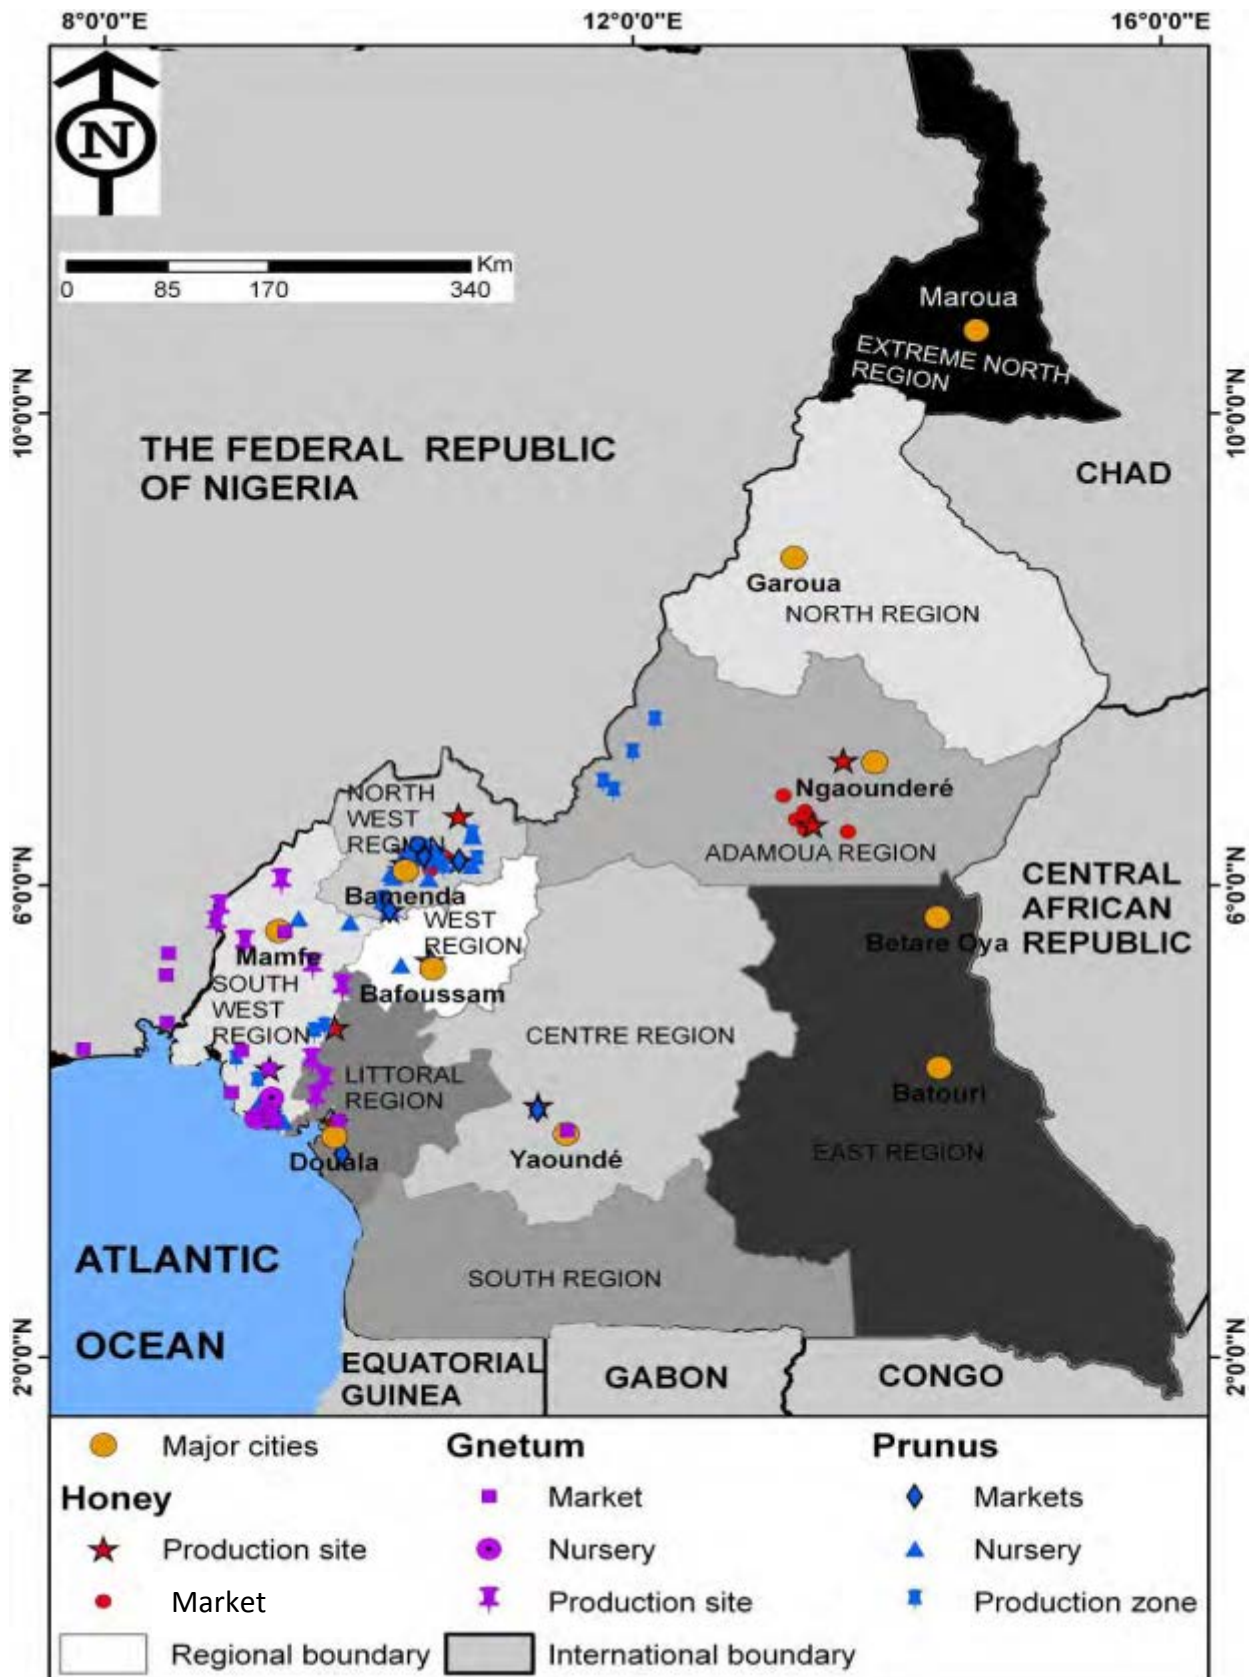 8°0'0"E 12°0'0"E 16°0'0"E
N
Km
0 85 170 340
Maroua
EXTREME NORTH
REGION
10°0'0"N 10°0'0"N
THE FEDERAL REPUBLIC
OF NIGERIA
CHAD
Garoua
NORTH REGION
Ngaounderé
NORTH
WEST
REGION
ADAMOUA REGION
6°0'0"N 6°0'0"N
CENTRAL
AFRICAN
REPUBLIC
Bamenda
WEST
REGION
Betare Oya
Mamfe
SOUTH
WEST
REGION
Bafoussam
CENTRE REGION
LITTORAL
REGION
Batouri
Douala
Yaoundé
EAST REGION
ATLANTIC
OCEAN
SOUTH REGION
2°0'0"N 2°0'0"N
EQUATORIAL
GUINEA
GABON
CONGO
Major cities
Honey
Production site
Market
Regional boundary
Gnetum
Market
Nursery
Production site
International boundary
Prunus
Markets
Nursery
Production zone